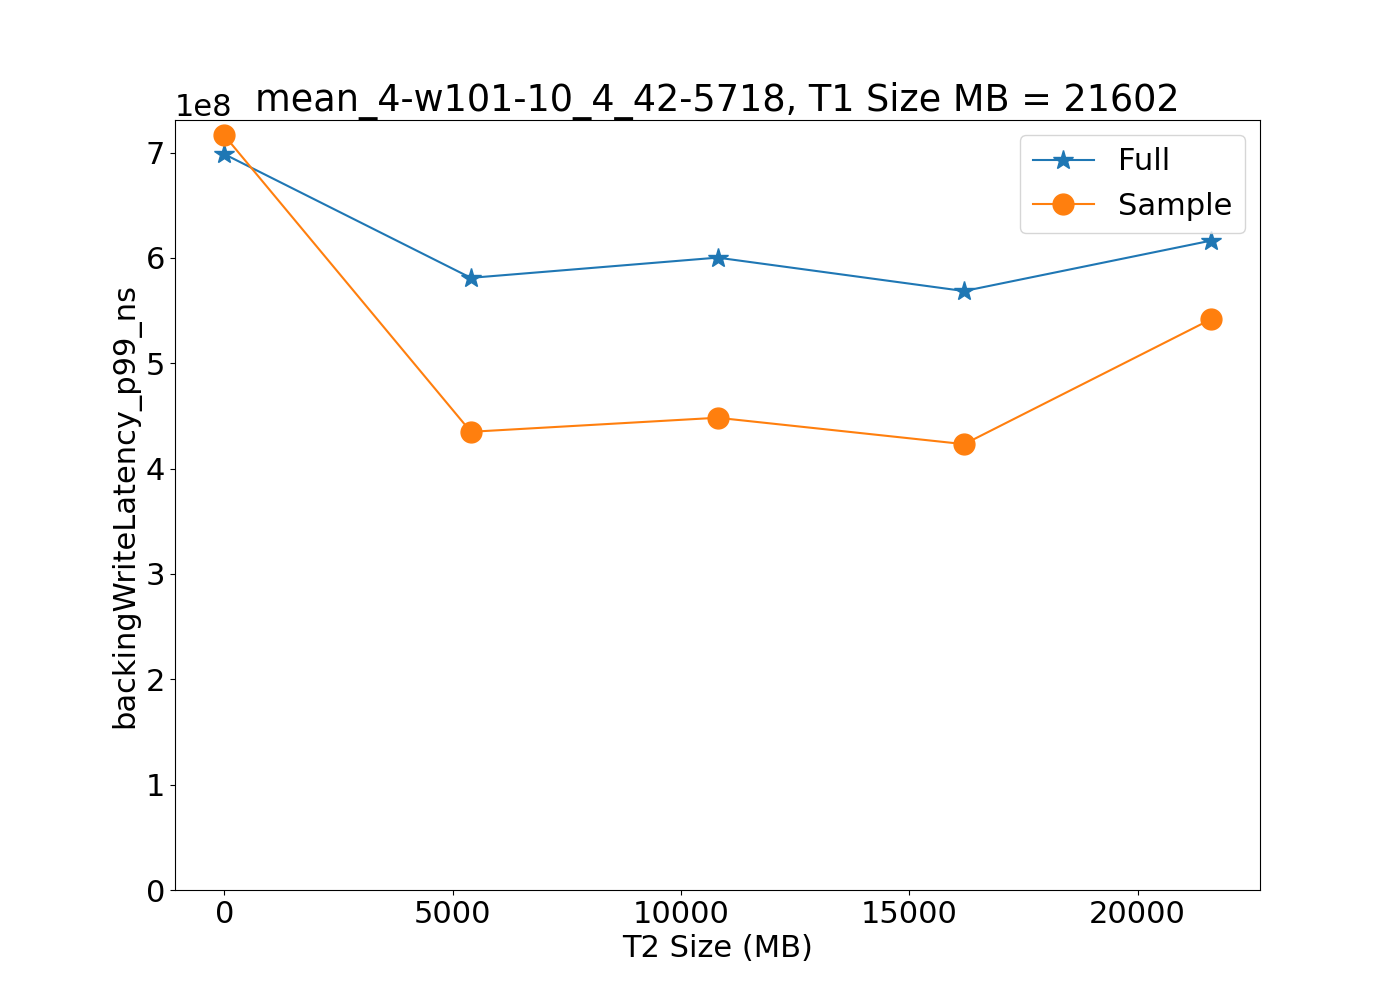 1e8
mean_4-w101-10_4_42-5718, T1 Size MB = 21602
Full
Sample
7
6
5
4
3
2
1
0
backingWriteLatency_p99_ns
0 5000 10000 15000 20000
T2 Size (MB)